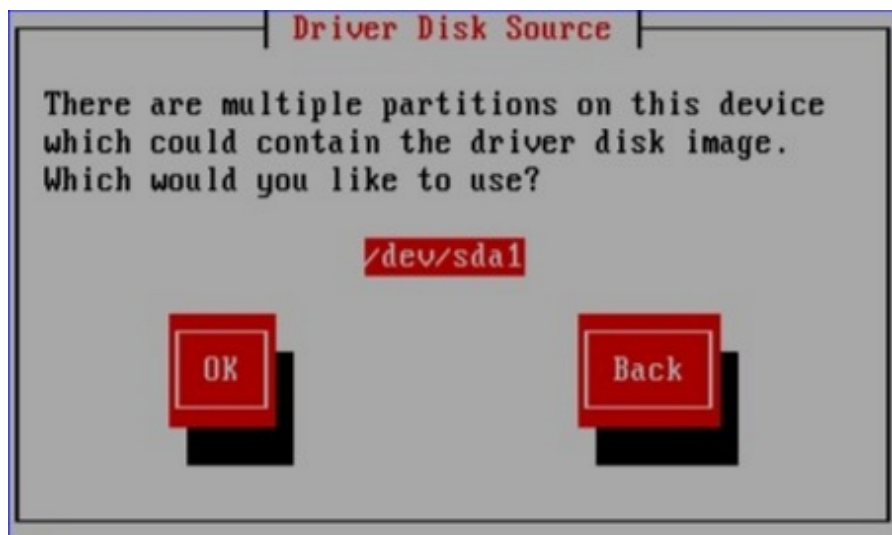 Driver Disk Source
There are multiple partitions on this device
which could contain the driver disk image.
Which would you like to use?
/dev/sda1
OK
Back